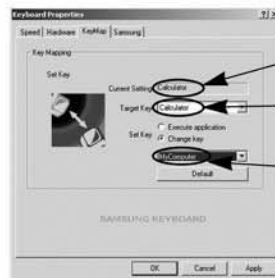 Keyboard Properties
Speed | Hardware | KeyMap | Samsung
Key Mapping
Set Key
Current Setting Calculator
Target Key Calculator
Set Key Execute application
Change key
MyComputer
Default
SAMSUNG KEYBOARD
OK Cancel Apply